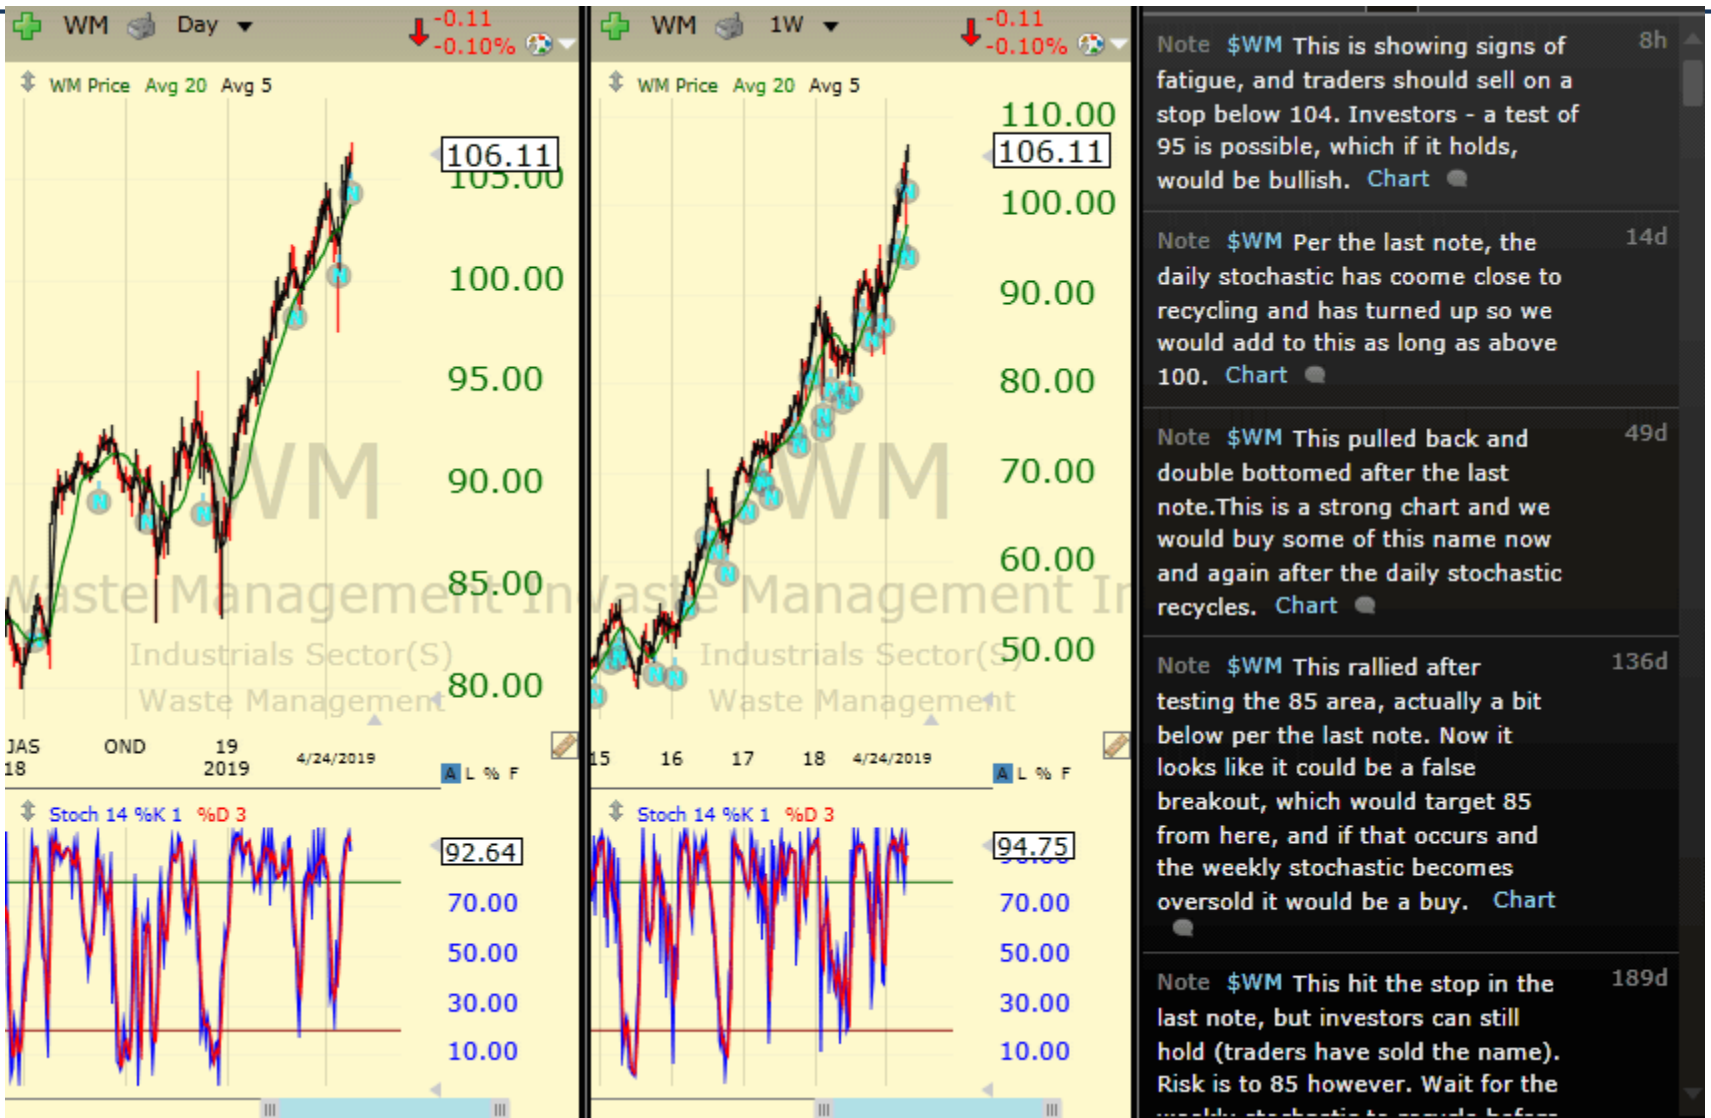 WM Day
-0.11
-0.10%
WM Price Avg 20 Avg 5
106.11
105.00
100.00
95.00
90.00
85.00
80.00
WM
Waste Management In
Industrials Sector(S)
Waste Management
JAS OND 19
18 2019 4/24/2019
A L % F
Stoch 14 %K 1 %D 3
92.64
70.00
50.00
30.00
10.00
WM 1W
-0.11
-0.10%
WM Price Avg 20 Avg 5
110.00
106.11
100.00
90.00
80.00
70.00
60.00
50.00
WM
Waste Management In
Industrials Sector(S)
Waste Management
15 16 17 18 4/24/2019
A L % F
Stoch 14 %K 1 %D 3
94.75
70.00
50.00
30.00
10.00
Note $WM This is showing signs of 8h
fatigue, and traders should sell on a
stop below 104. Investors - a test of
95 is possible, which if it holds,
would be bullish. Chart
Note $WM Per the last note, the 14d
daily stochastic has coome close to
recycling and has turned up so we
would add to this as long as above
100. Chart
Note $WM This pulled back and 49d
double bottomed after the last
note.This is a strong chart and we
would buy some of this name now
and again after the daily stochastic
recycles. Chart
Note $WM This rallied after 136d
testing the 85 area, actually a bit
below per the last note. Now it
looks like it could be a false
breakout, which would target 85
from here, and if that occurs and
the weekly stochastic becomes
oversold it would be a buy. Chart
Note $WM This hit the stop in the 189d
last note, but investors can still
hold (traders have sold the name).
Risk is to 85 however. Wait for the